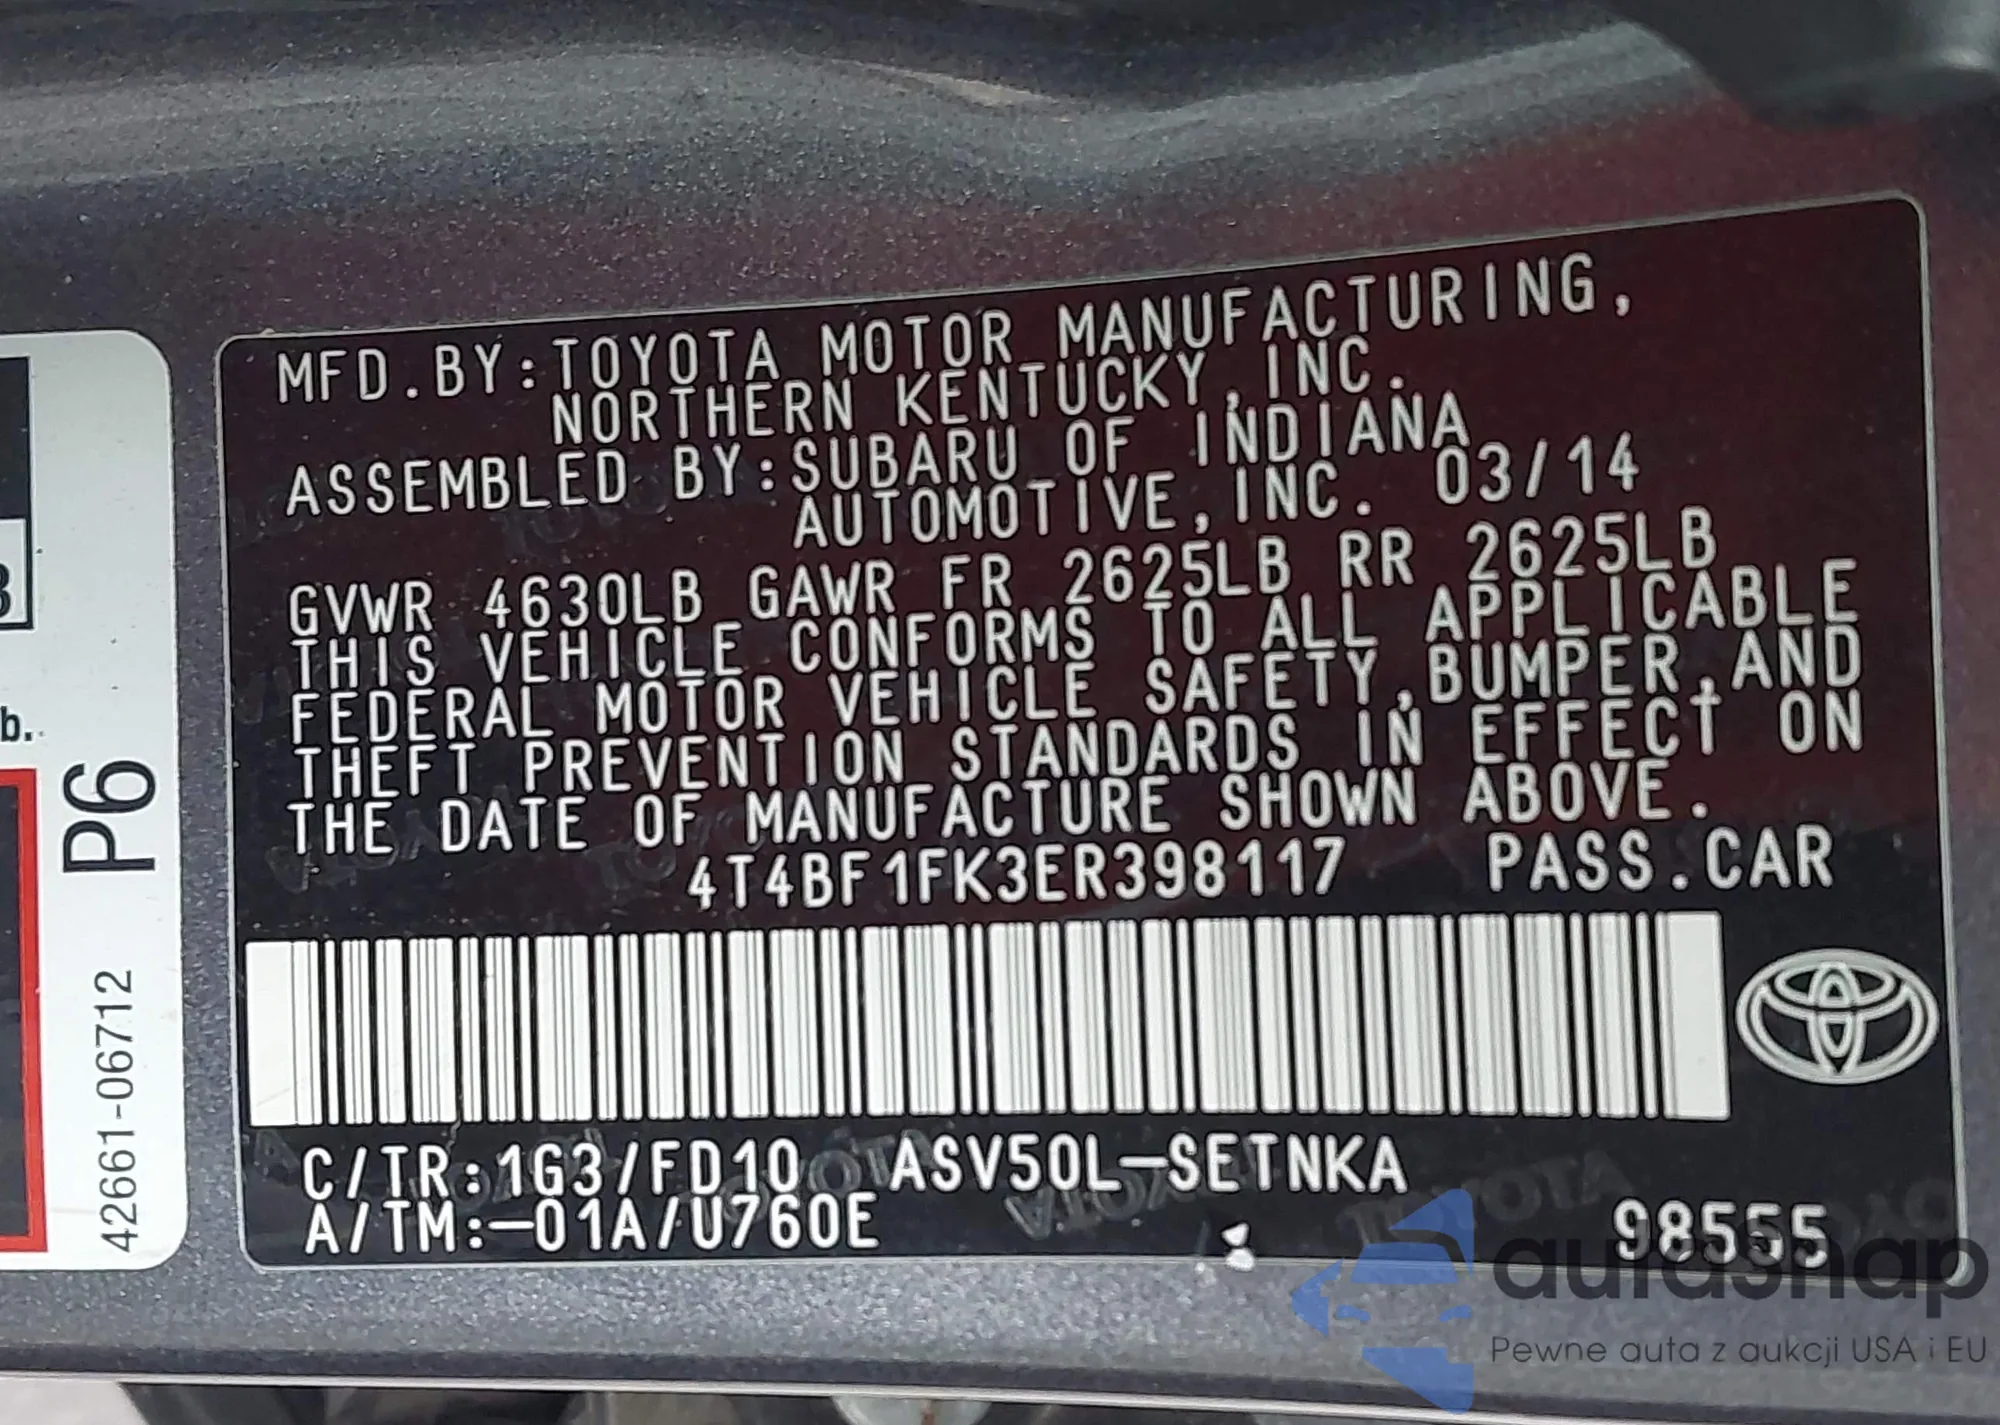 MFD.BY:TOYOTA MOTOR MANUFACTURING,
NORTHERN KENTUCKY,INC.
ASSEMBLED BY:SUBARU OF INDIANA
AUTOMOTIVE,INC. 03/14
GVWR 4630LB GAWR FR 2625LB RR 2625LB
THIS VEHICLE CONFORMS TO ALL APPLICABLE
FEDERAL MOTOR VEHICLE SAFETY,BUMPER,AND
THEFT PREVENTION STANDARDS IN EFFECT ON
THE DATE OF MANUFACTURE SHOWN ABOVE.
4T4BF1FK3ER398117 PASS.CAR
C/TR:1G3/FD10 ASV50L-SETNKA
A/TM:-01A/U760E 98555
P6
42661-06712
b.
autasnap
Pewne auta z aukcji USA i EU